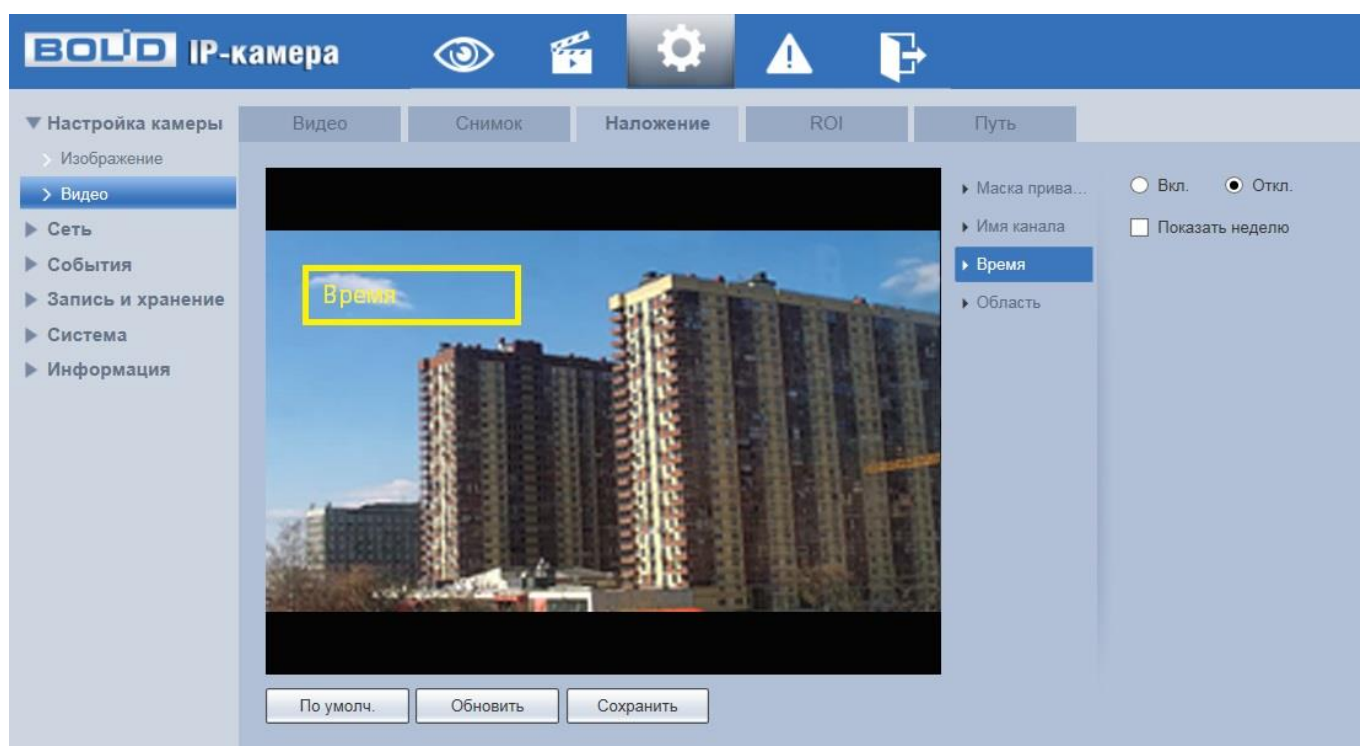 BOLID IP-камера
Настройка камеры
Изображение
Видео
Сеть
События
Запись и хранение
Система
Информация
Видео Снимок Наложение ROI Путь
Время
Маска прива...
Имя канала
Время
Область
Вкл. Откл.
Показать неделю
По умолч. Обновить Сохранить